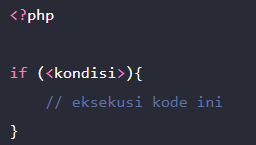 <?php
if (<kondisi>){
    // eksekusi kode ini
}